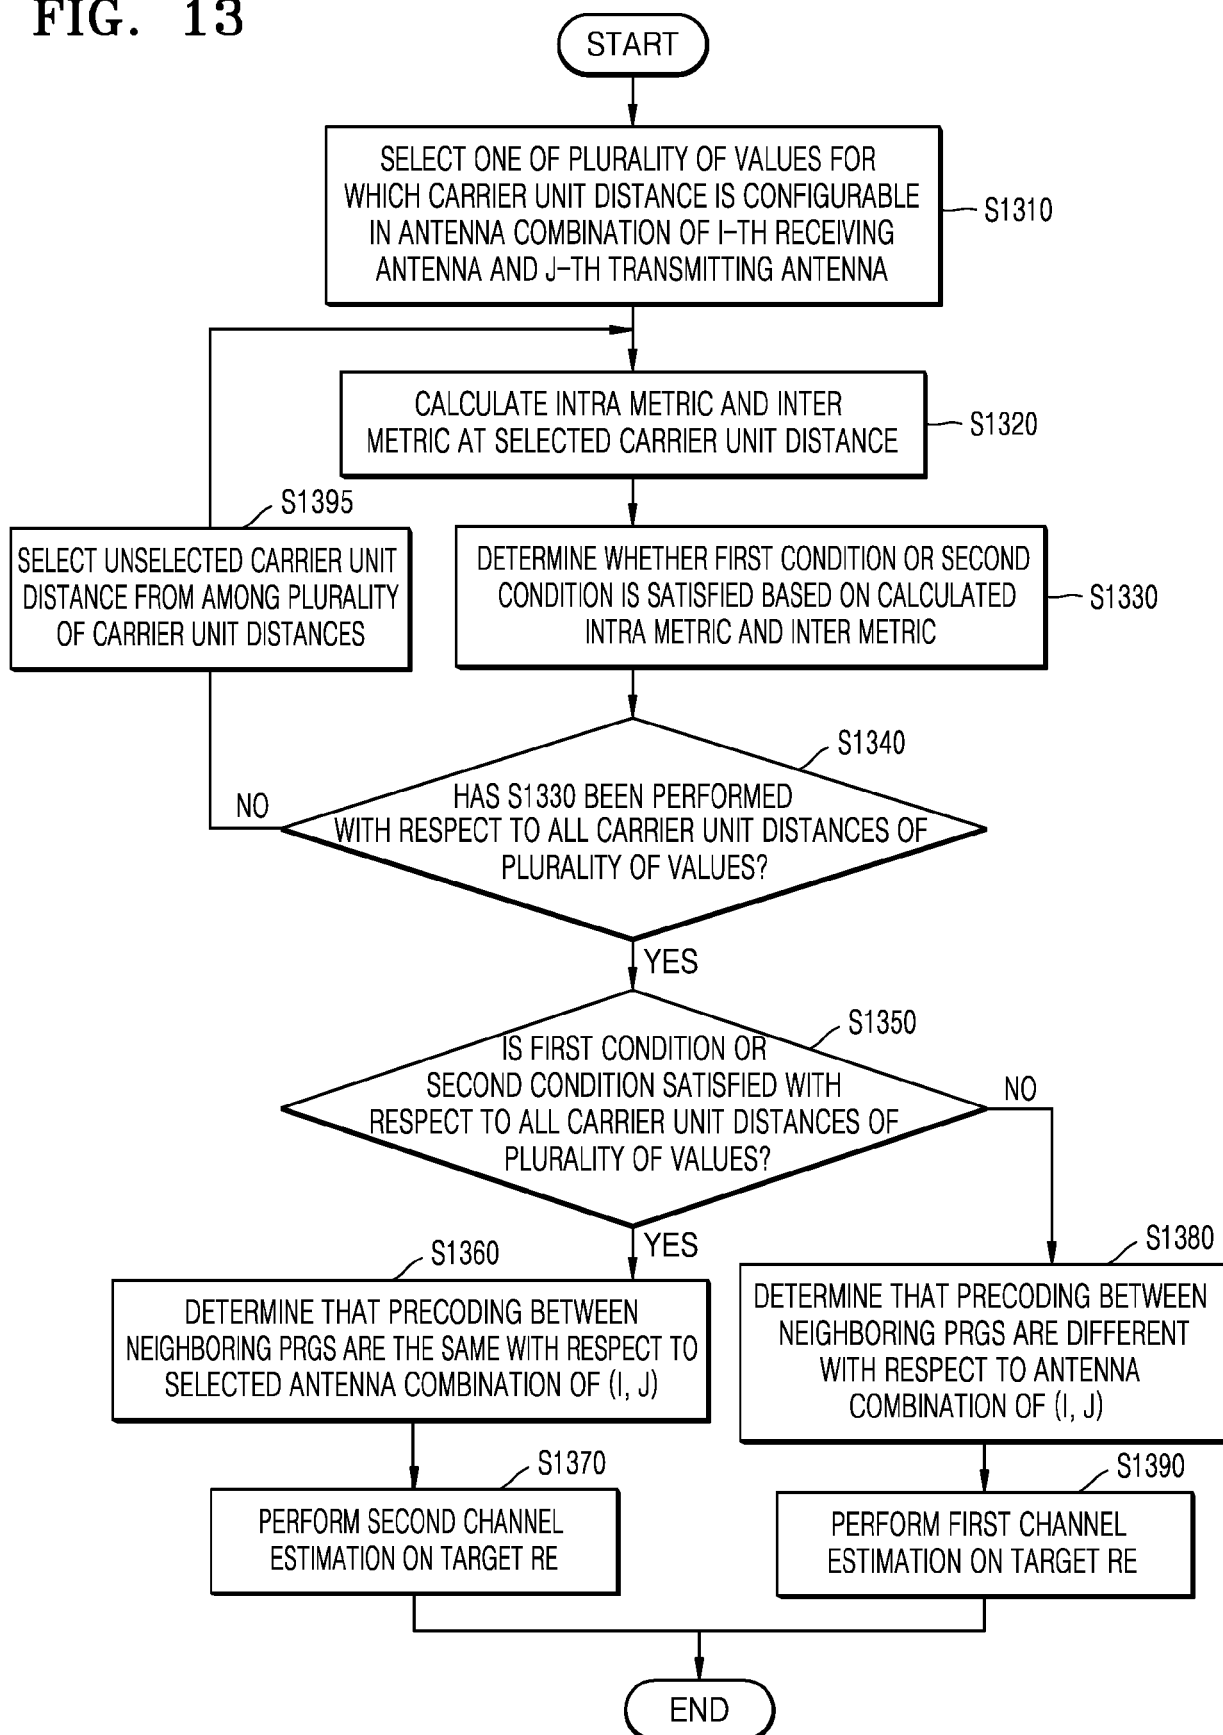 FIG. 13
START
SELECT ONE OF PLURALITY OF VALUES FOR
WHICH CARRIER UNIT DISTANCE IS CONFIGURABLE
IN ANTENNA COMBINATION OF I-TH RECEIVING
ANTENNA AND J-TH TRANSMITTING ANTENNA
S1310
CALCULATE INTRA METRIC AND INTER
METRIC AT SELECTED CARRIER UNIT DISTANCE
S1320
S1395
SELECT UNSELECTED CARRIER UNIT
DISTANCE FROM AMONG PLURALITY
OF CARRIER UNIT DISTANCES
DETERMINE WHETHER FIRST CONDITION OR SECOND
CONDITION IS SATISFIED BASED ON CALCULATED
INTRA METRIC AND INTER METRIC
S1330
S1340
HAS S1330 BEEN PERFORMED
WITH RESPECT TO ALL CARRIER UNIT DISTANCES OF
PLURALITY OF VALUES?
NO
YES
S1350
IS FIRST CONDITION OR
SECOND CONDITION SATISFIED WITH
RESPECT TO ALL CARRIER UNIT DISTANCES OF
PLURALITY OF VALUES?
NO
YES
S1360
DETERMINE THAT PRECODING BETWEEN
NEIGHBORING PRGS ARE THE SAME WITH RESPECT TO
SELECTED ANTENNA COMBINATION OF (I, J)
S1380
DETERMINE THAT PRECODING BETWEEN
NEIGHBORING PRGS ARE DIFFERENT
WITH RESPECT TO ANTENNA
COMBINATION OF (I, J)
S1370
PERFORM SECOND CHANNEL
ESTIMATION ON TARGET RE
S1390
PERFORM FIRST CHANNEL
ESTIMATION ON TARGET RE
END